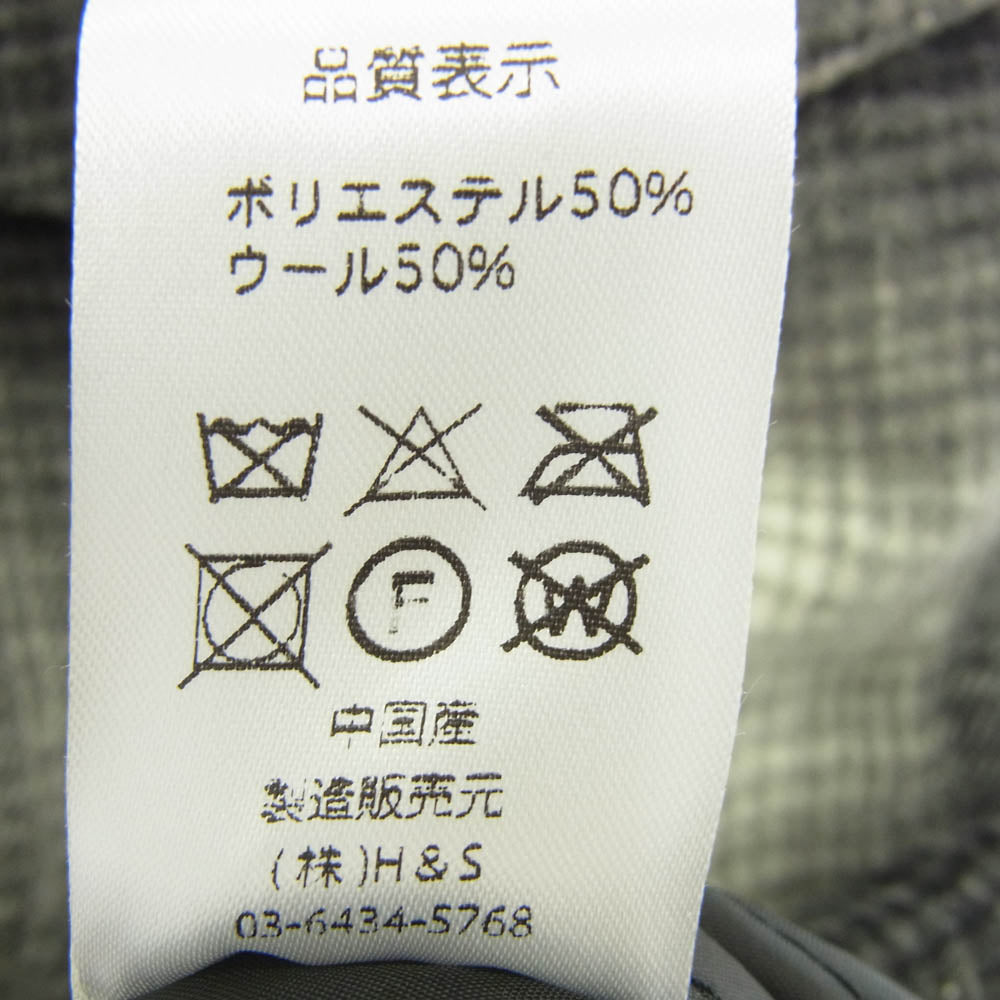 品質表示
ポリエステル50%
ウール50%
F
W
中国産
製造販売元
(株)H&S
03-6434-5768